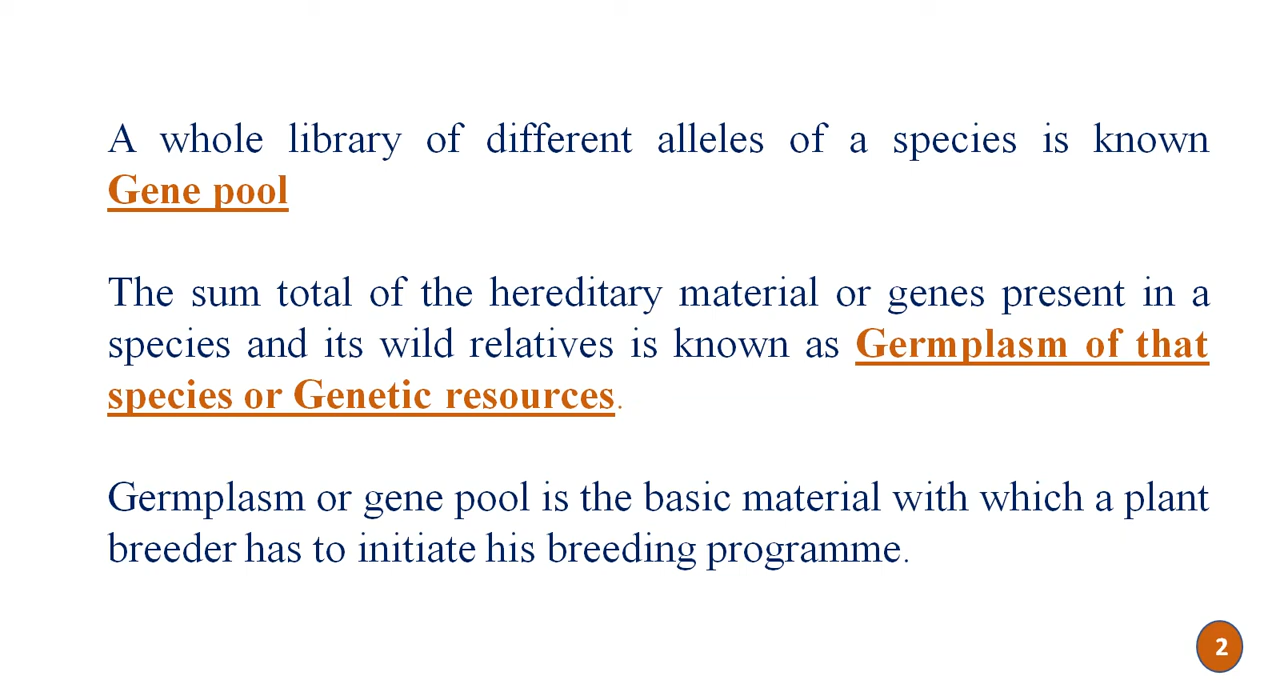 A whole library of different alleles of a species is known
Gene pool
The sum total of the hereditary material or genes present in a
species and its wild relatives is known as Germplasm of that
species or Genetic resources.
Germplasm or gene pool is the basic material with which a plant
breeder has to initiate his breeding programme.
2